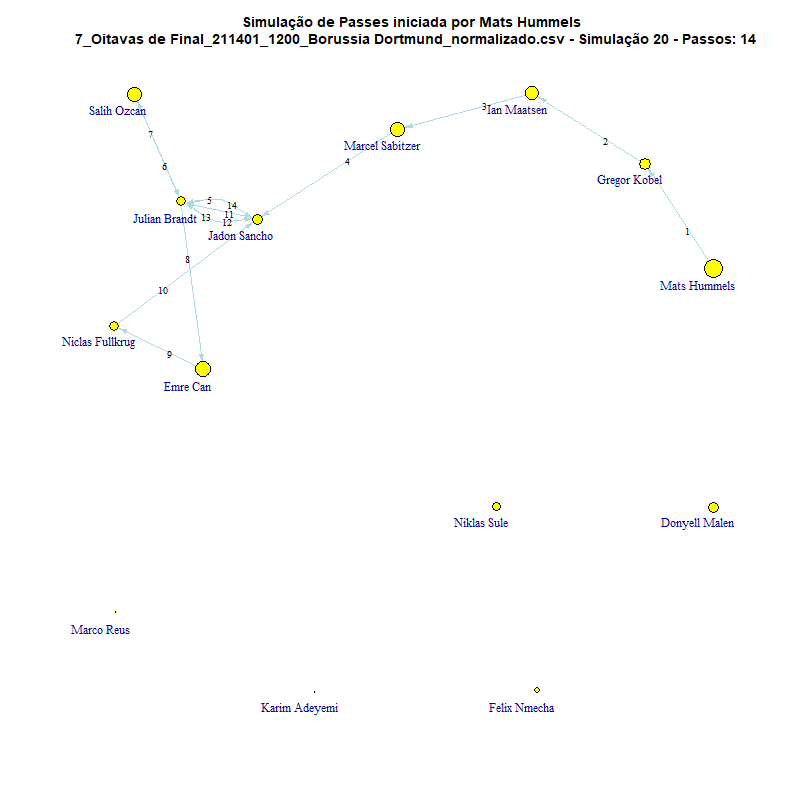 Simulação de Passes iniciada por Mats Hummels
7_Oitavas de Final_211401_1200_Borussia Dortmund_normalizado.csv - Simulação 20 - Passos: 14
Salih Ozcan
3
Ian Maatsen
7
Marcel Sabitzer
2
4
6
Gregor Kobel
5
14
Julian Brandt
13
11
12
Jadon Sancho
1
8
Mats Hummels
10
Niclas Fullkrug
9
Emre Can
Niklas Sule
Donyell Malen
Marco Reus
Karim Adeyemi
Felix Nmecha